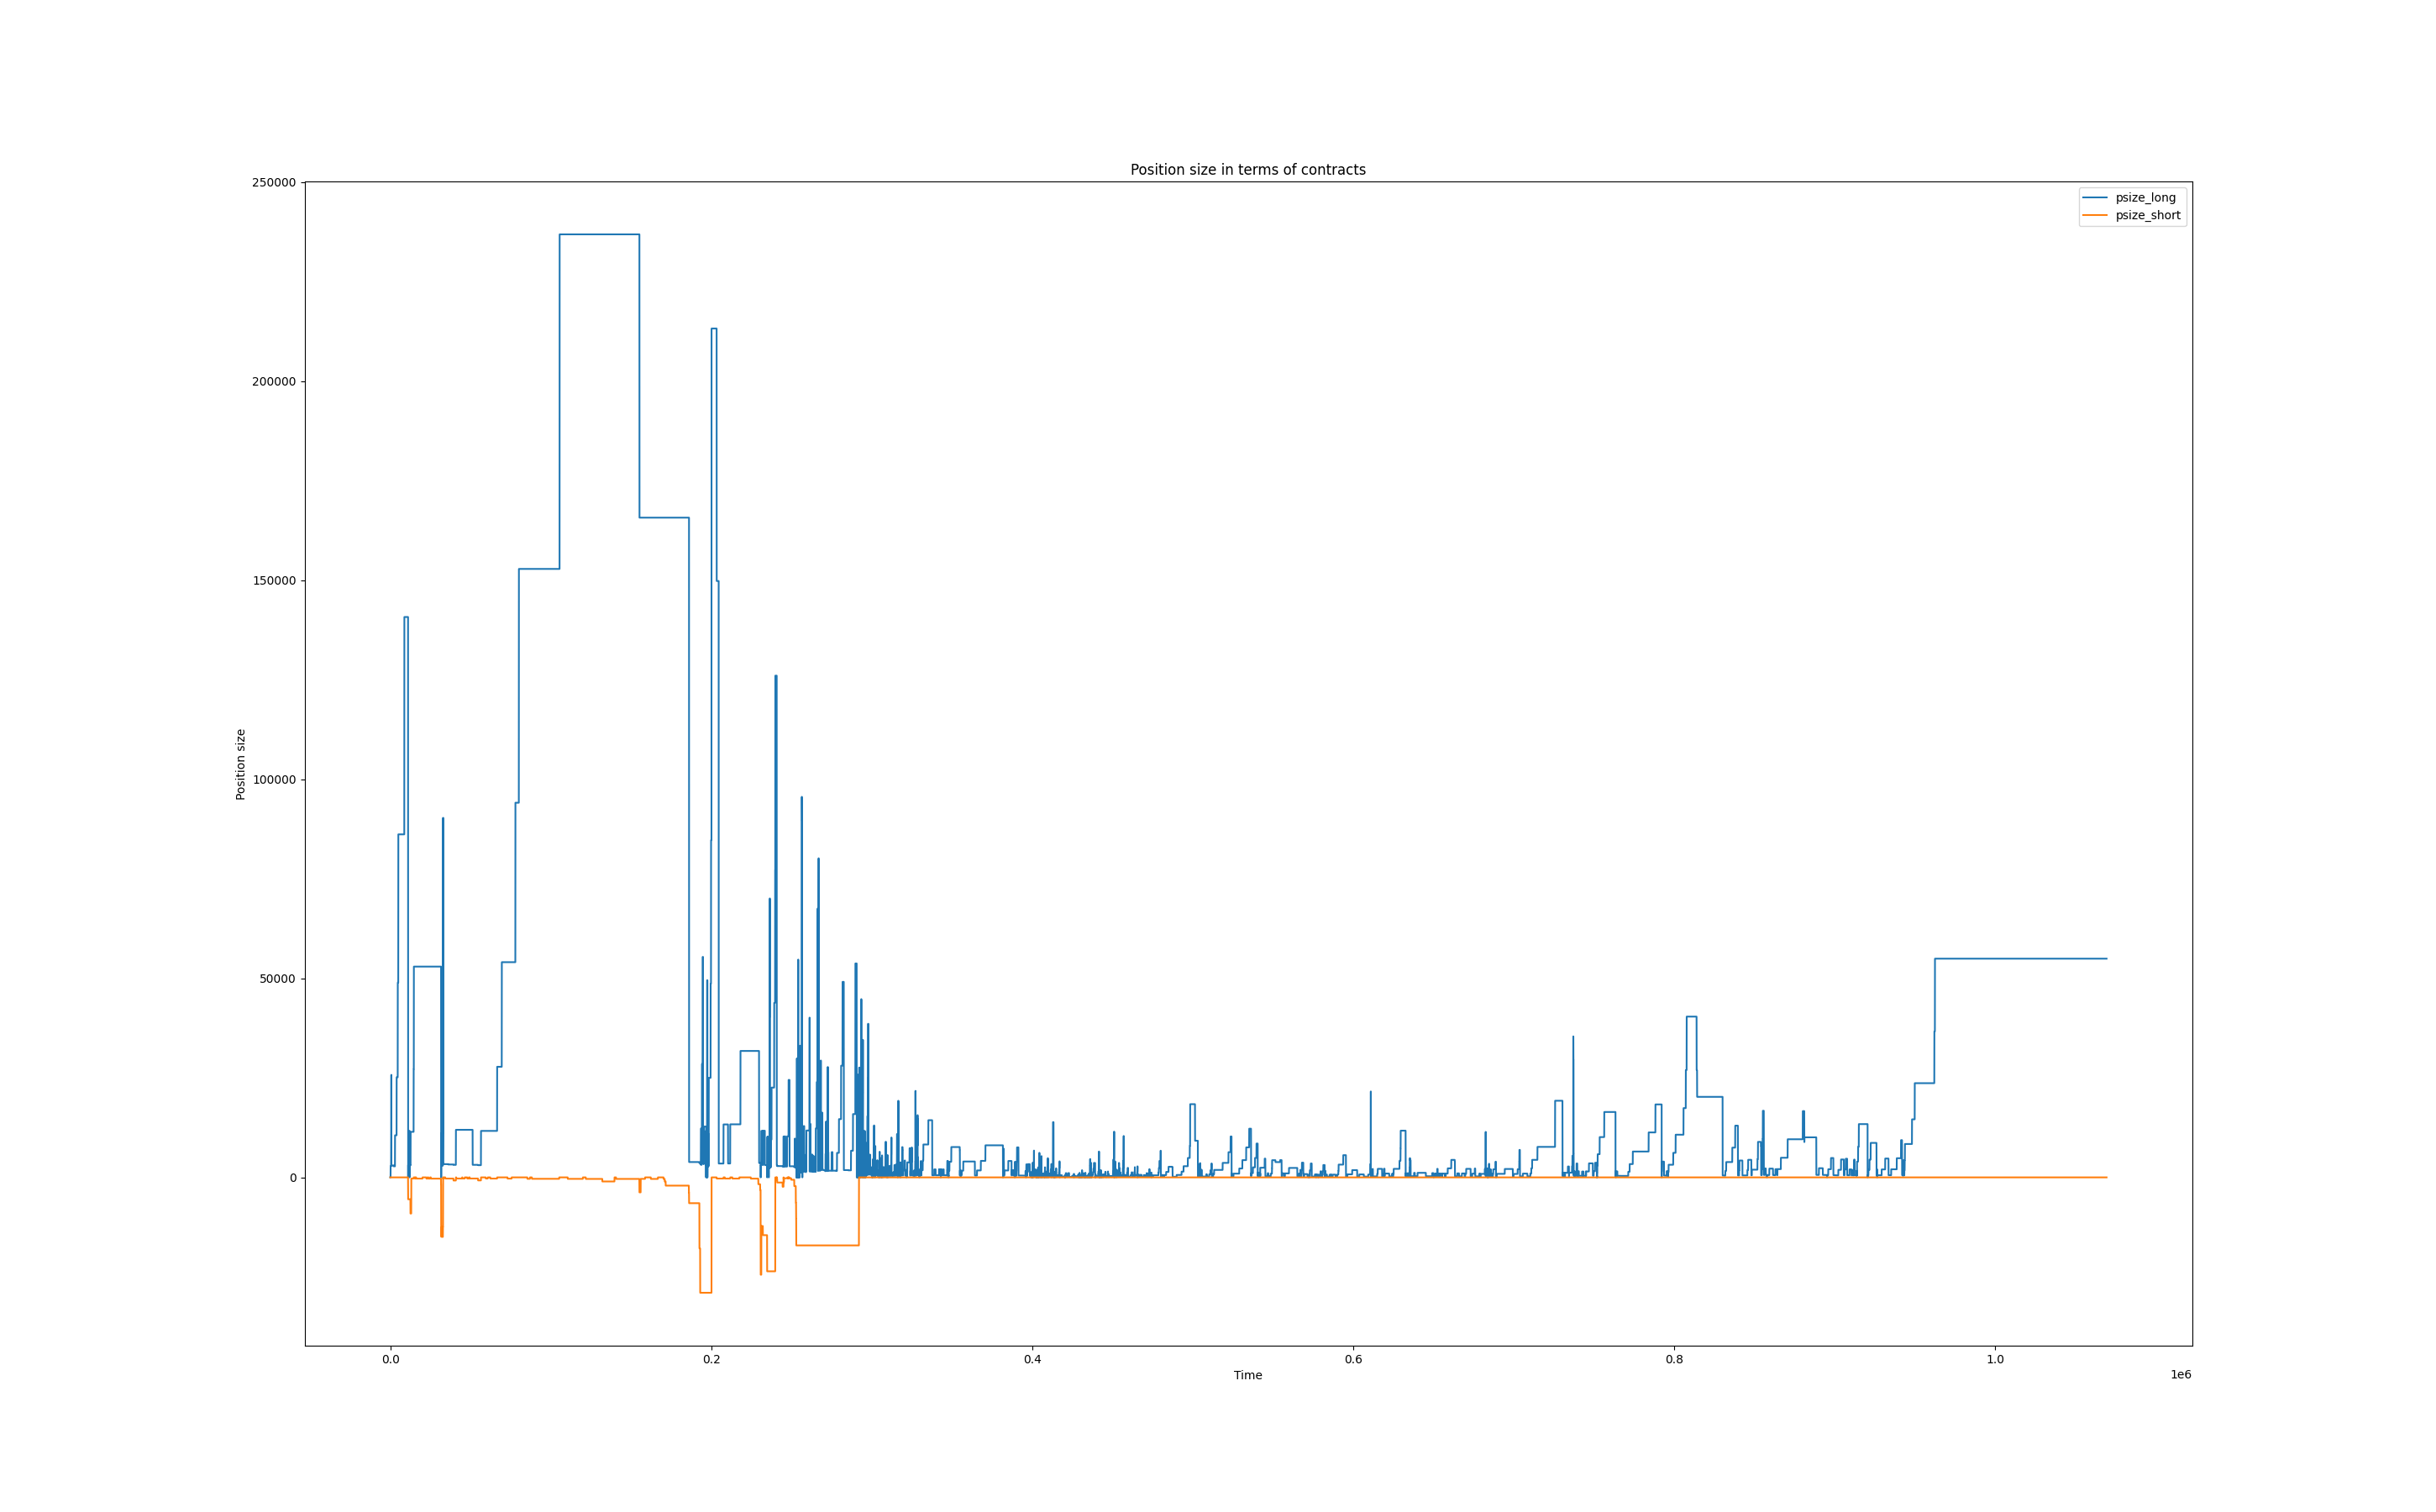 Position size in terms of contracts
psize_long
psize_short
250000
200000
150000
100000
50000
0
Position size
0.0 0.2 0.4 0.6 0.8 1.0
Time
1e6